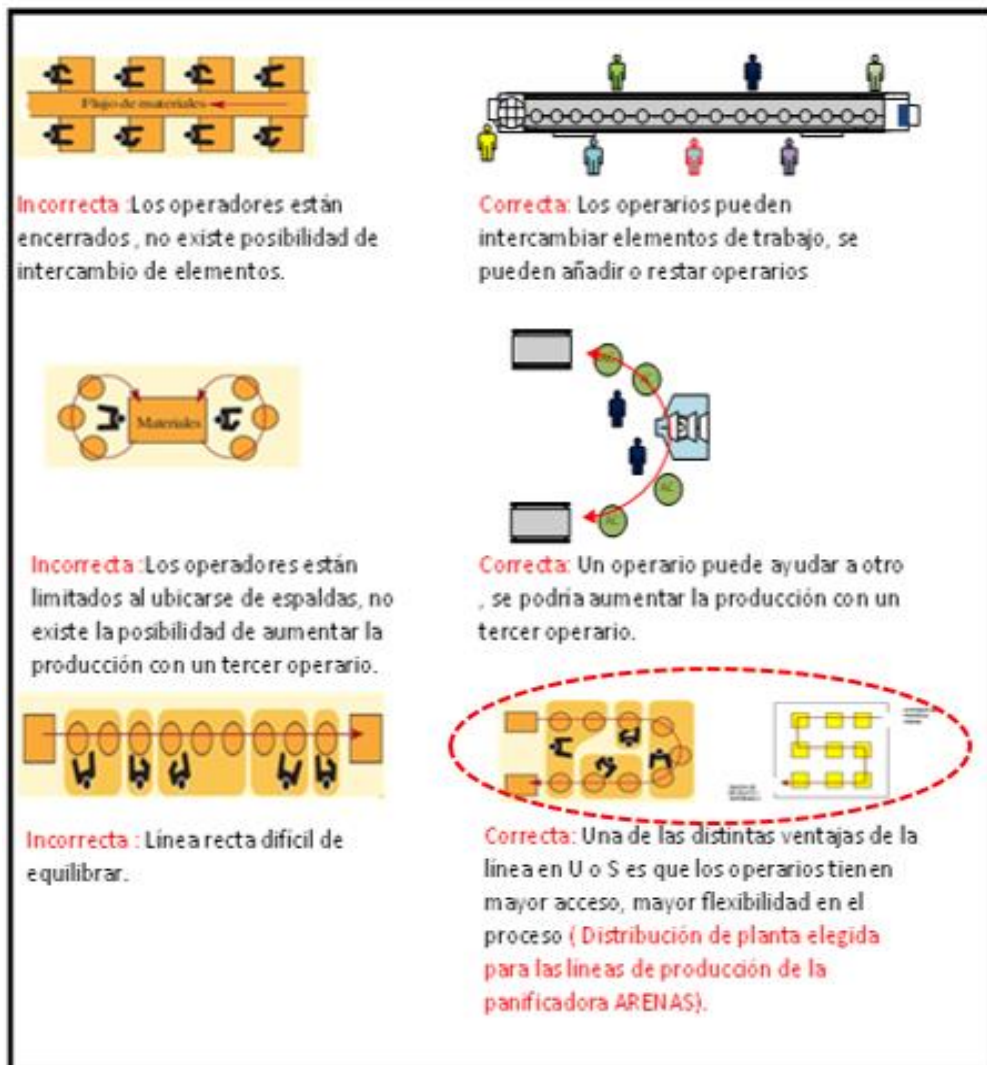 Flujo de materiales
Incorrecta :Los operadores están
encerrados , no existe posibilidad de
intercambio de elementos.
Correcta: Los operarios pueden
intercambiar elementos de trabajo, se
pueden añadir o restar operarios
Materiales
Incorrecta :Los operadores están
limitados al ubicarse de espaldas, no
existe la posibilidad de aumentar la
producción con un tercer operario.
AC
AC
Correcta: Un operario puede ayudar a otro
, se podría aumentar la producción con un
tercer operario.
Incorrecta : Línea recta difícil de
equilibrar.
Correcta: Una de las distintas ventajas de la
línea en U o S es que los operarios tienen
mayor acceso, mayor flexibilidad en el
proceso ( Distribución de planta elegida
para las líneas de producción de la
panificadora ARENAS).